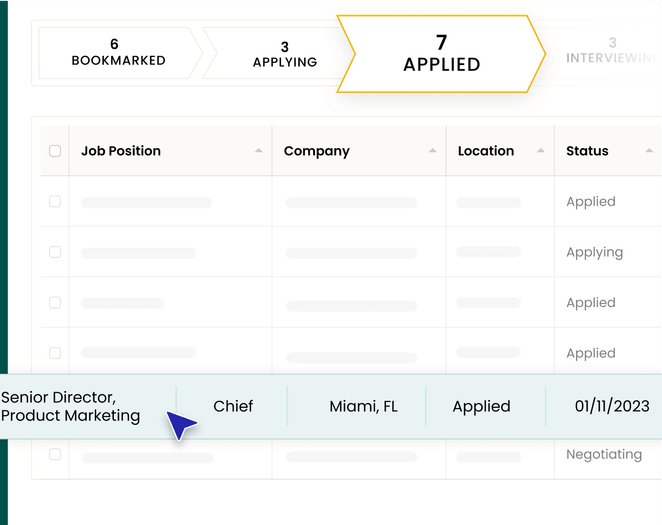 6
BOOKMARKED
3
APPLYING
7
APPLIED
3
INTERVIEWING
Job Position Company Location Status
Applied
Applying
Applied
Applied
Senior Director,
Product Marketing Chief Miami, FL Applied 01/11/2023
Negotiating